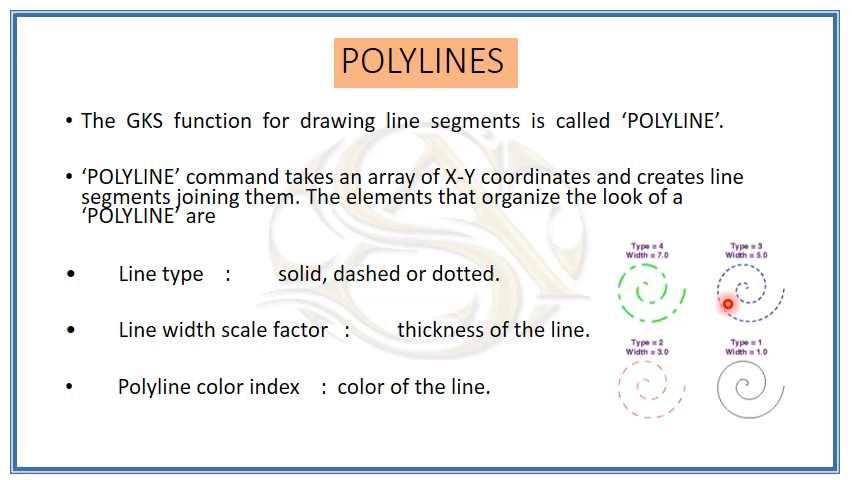 POLYLINES
• The GKS function for drawing line segments is called ‘POLYLINE’.
• ‘POLYLINE’ command takes an array of X-Y coordinates and creates line
segments joining them. The elements that organize the look of a
‘POLYLINE’ are
• Line type : solid, dashed or dotted.
• Line width scale factor : thickness of the line.
• Polyline color index : color of the line.
Type = 4
Width = 7.0
Type = 3
Width = 5.0
Type = 2
Width = 3.0
Type = 1
Width = 1.0